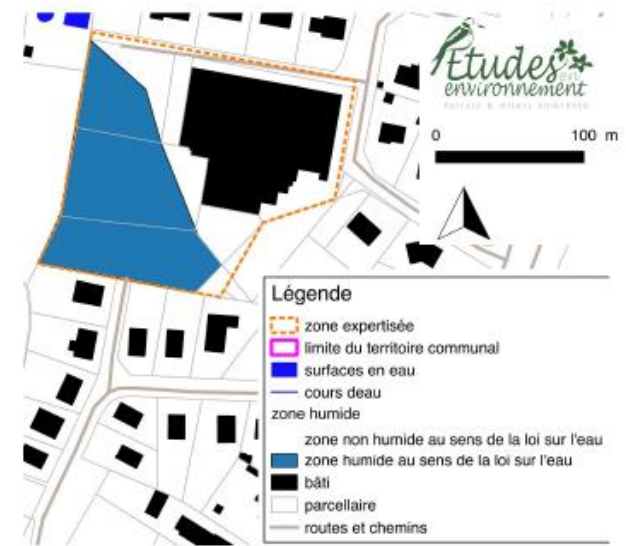 Etudes
en
environnement
0 100 m
Légende
zone expertisée
limite du territoire communal
surfaces en eau
cours deau
zone humide
zone non humide au sens de la loi sur l'eau
zone humide au sens de la loi sur l'eau
bâti
parcellaire
routes et chemins